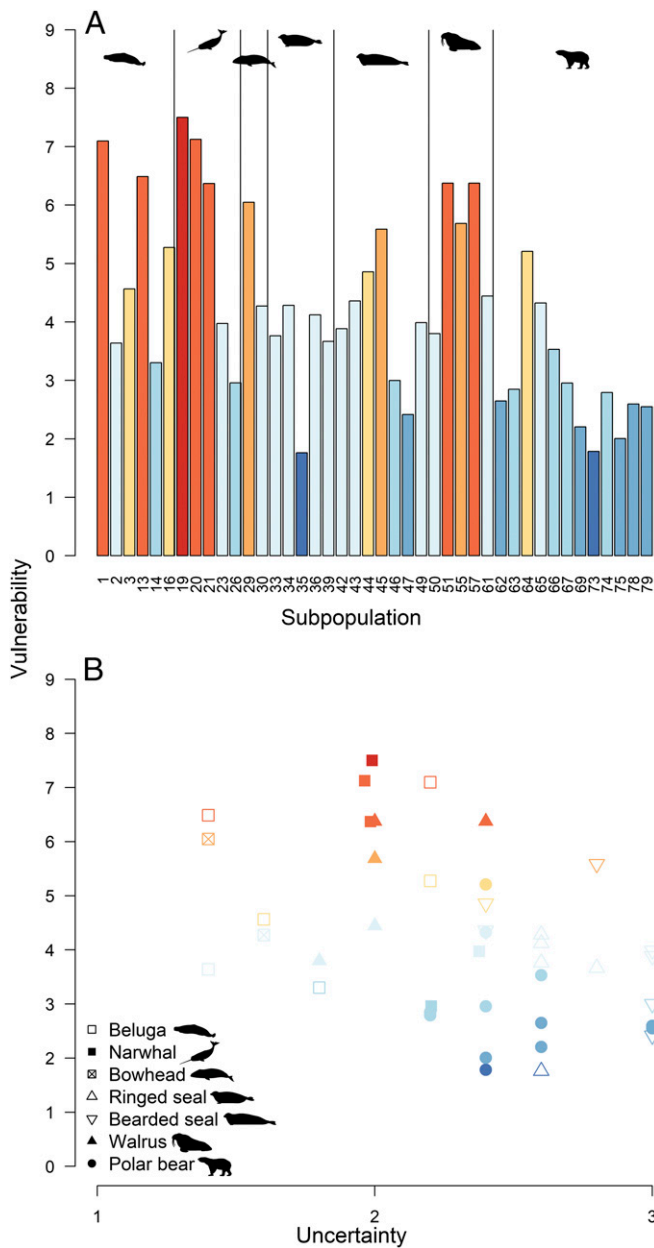 A
9
8
7
6
5
4
3
2
1
0
1 2 3 13 14 16 19 20 21 23 26 29 30 33 34 35 36 39 42 43 44 45 46 47 49 50 51 55 57 61 62 63 64 65 66 67 69 73 74 75 78 79
Subpopulation
Vulnerability
B
9
8
7
6
5
4
3
2
1
0
Beluga
Narwhal
Bowhead
Ringed seal
Bearded seal
Walrus
Polar bear
1 2 3
Uncertainty